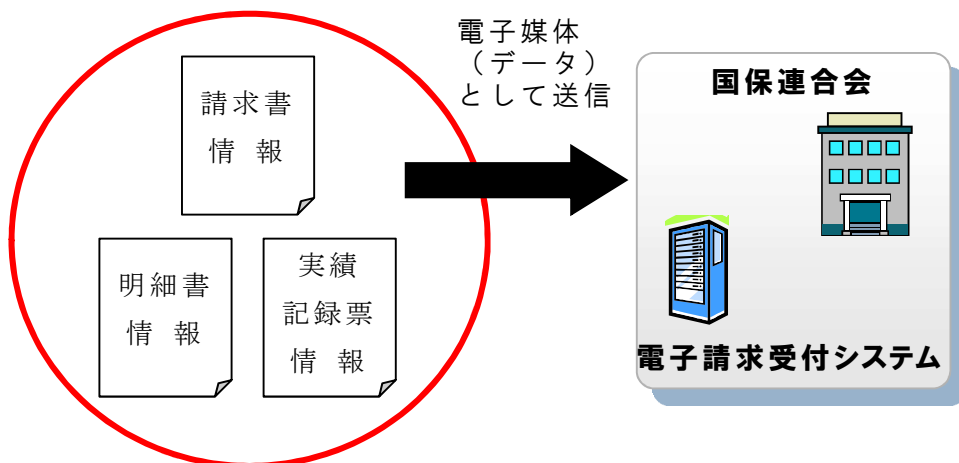 請求書
情 報
明細書
情 報
実績
記録票
情 報
電子媒体
（データ）
として送信
国保連合会
電子請求受付システム